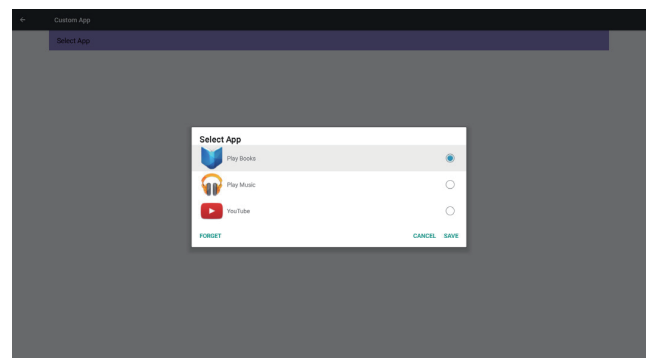 Custom App
Select App
Select App
Play Books
Play Music
YouTube
FORGET CANCEL SAVE